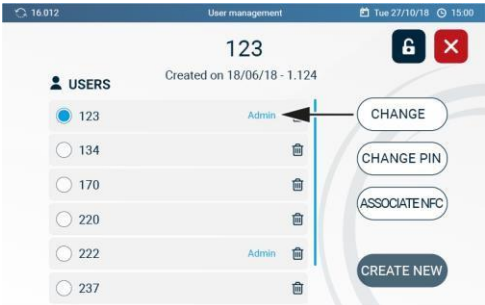 16.012 User management Tue 27/10/18 15:00
123
Created on 18/06/18 - 1.124
USERS
123 Admin
CHANGE
134
CHANGE PIN
170
ASSOCIATE NFC
220
222 Admin
CREATE NEW
237